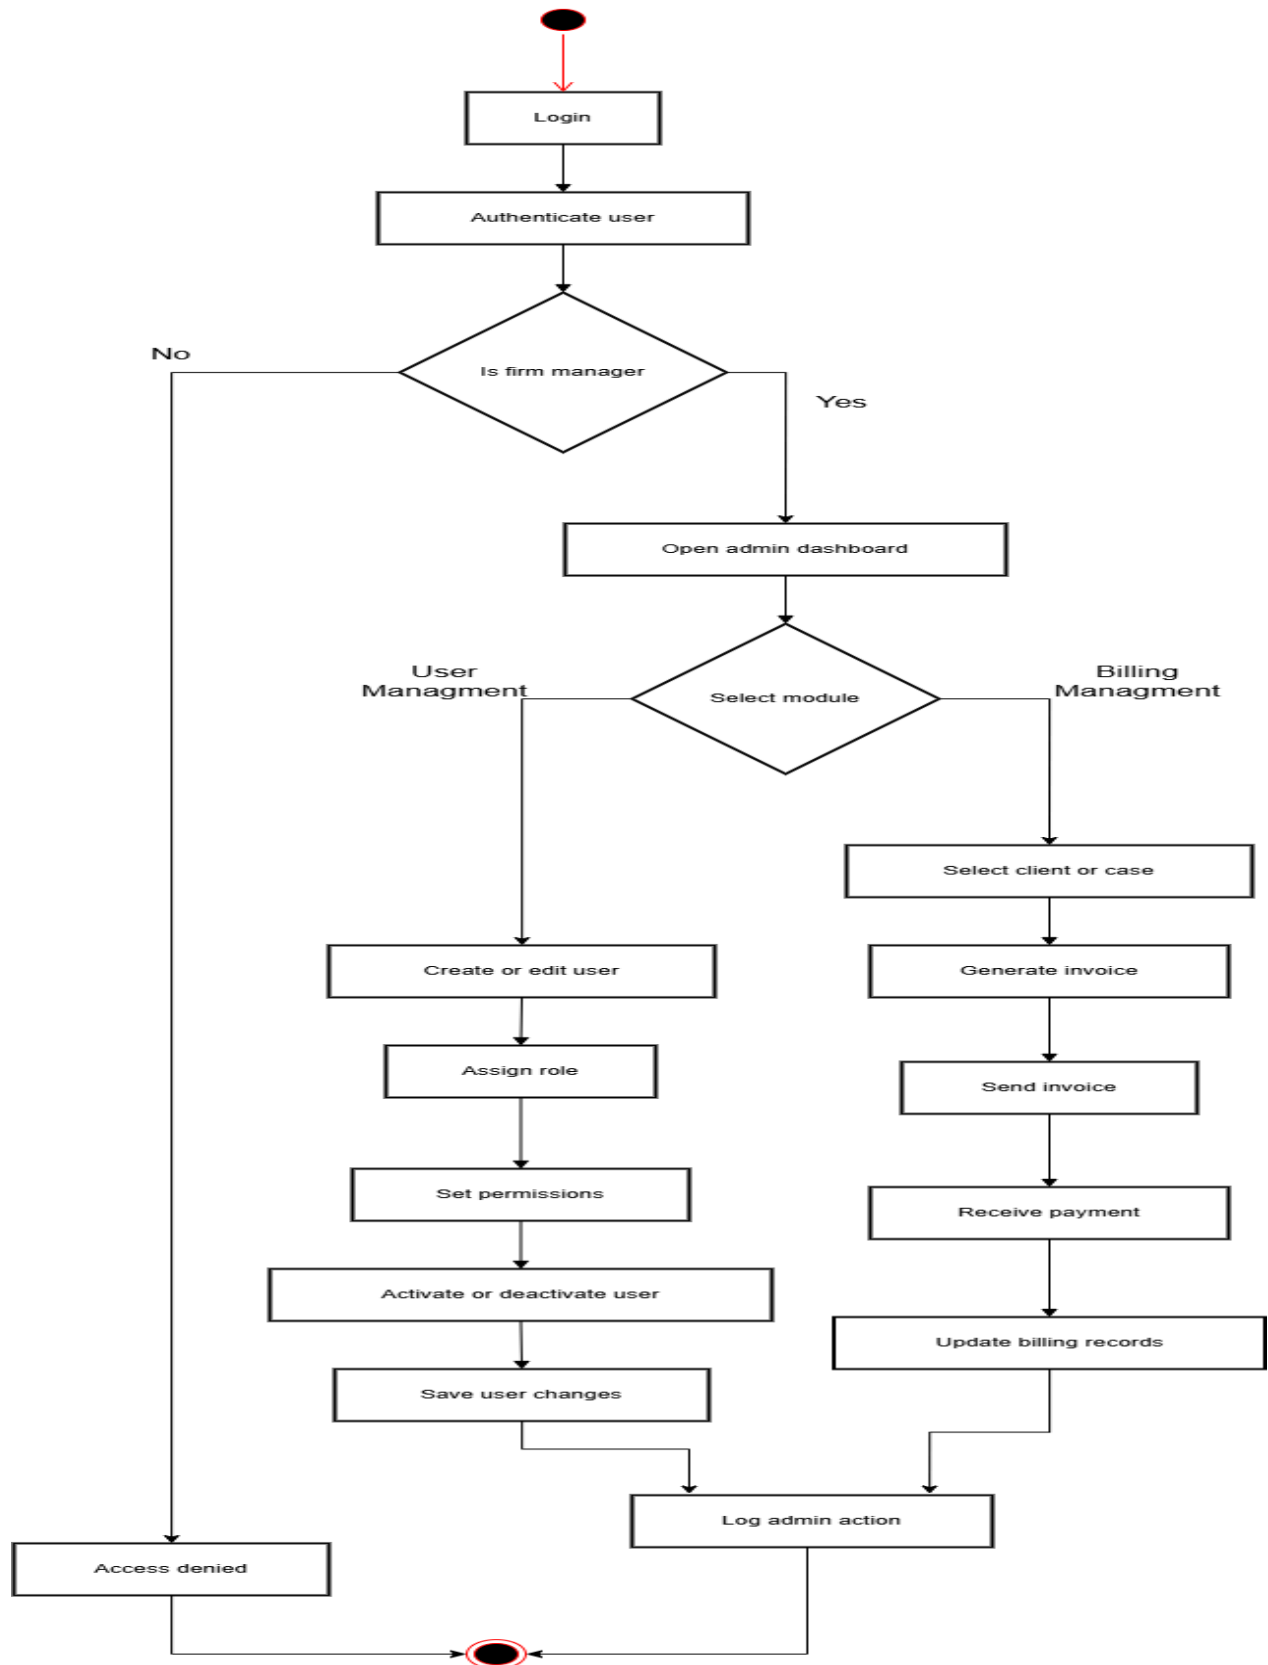 Login
Authenticate user
No
Is firm manager
Yes
Open admin dashboard
User
Managment
Select module
Billing
Managment
Select client or case
Create or edit user
Generate invoice
Assign role
Send invoice
Set permissions
Receive payment
Activate or deactivate user
Update billing records
Save user changes
Log admin action
Access denied